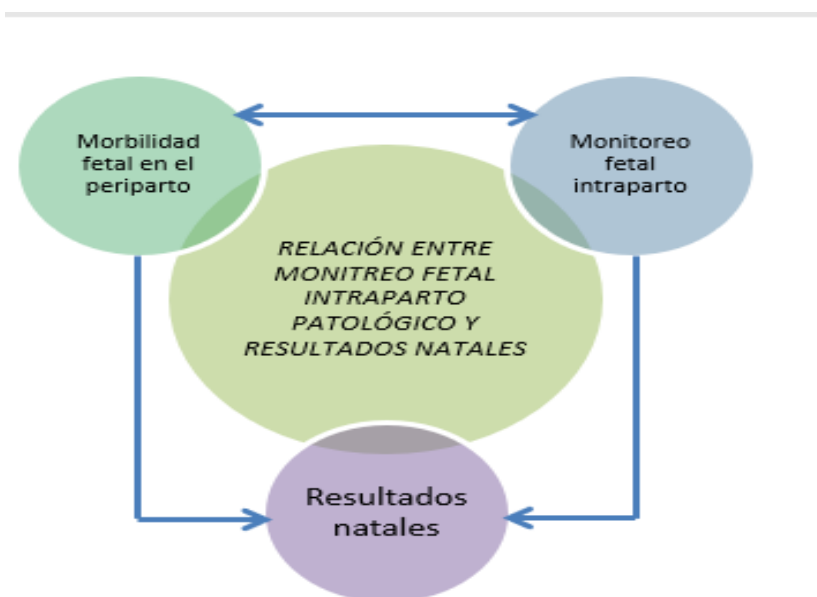 Morbilidad
fetal en el
periparto
Monitoreo
fetal
intraparto
RELACIÓN ENTRE
MONITREO FETAL
INTRAPARTO
PATOLÓGICO Y
RESULTADOS NATALES
Resultados
natales